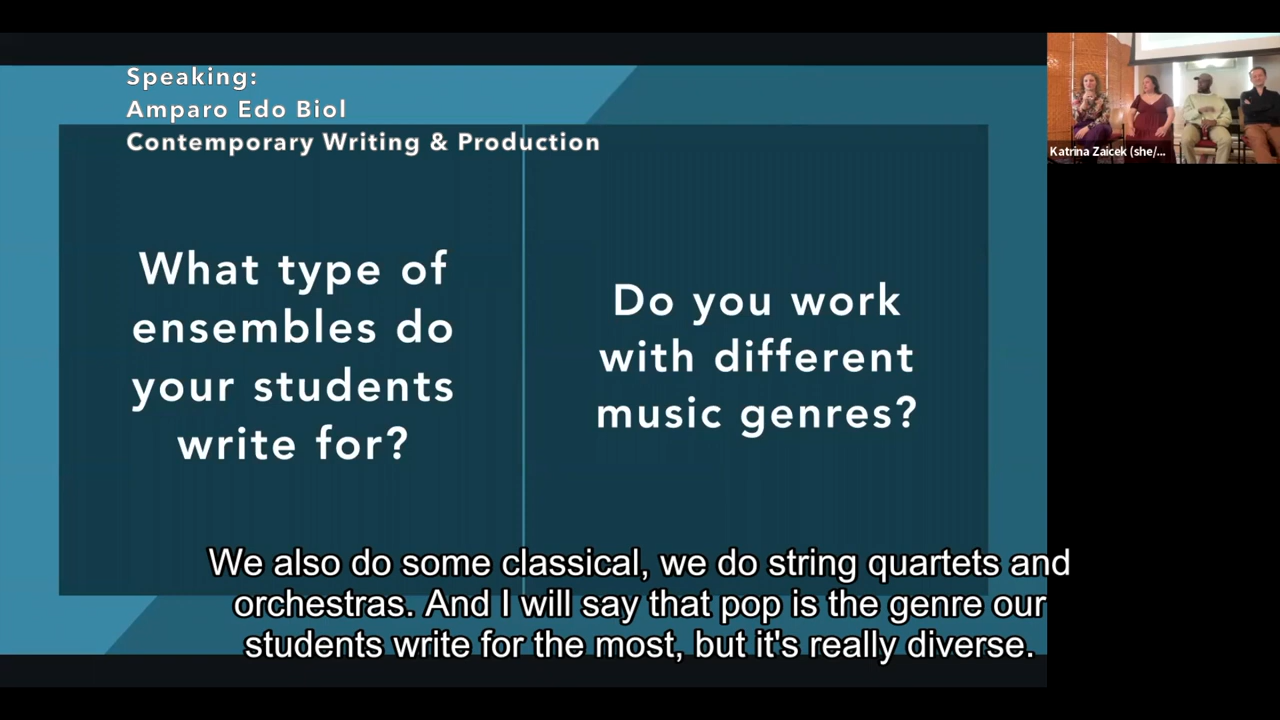 Speaking:
Amparo Edo Biol
Contemporary Writing & Production
What type of
ensembles do
your students
write for?
Do you work
with different
music genres?
Katrina Zaicek (she/...
We also do some classical, we do string quartets and
orchestras. And I will say that pop is the genre our
students write for the most, but it's really diverse.